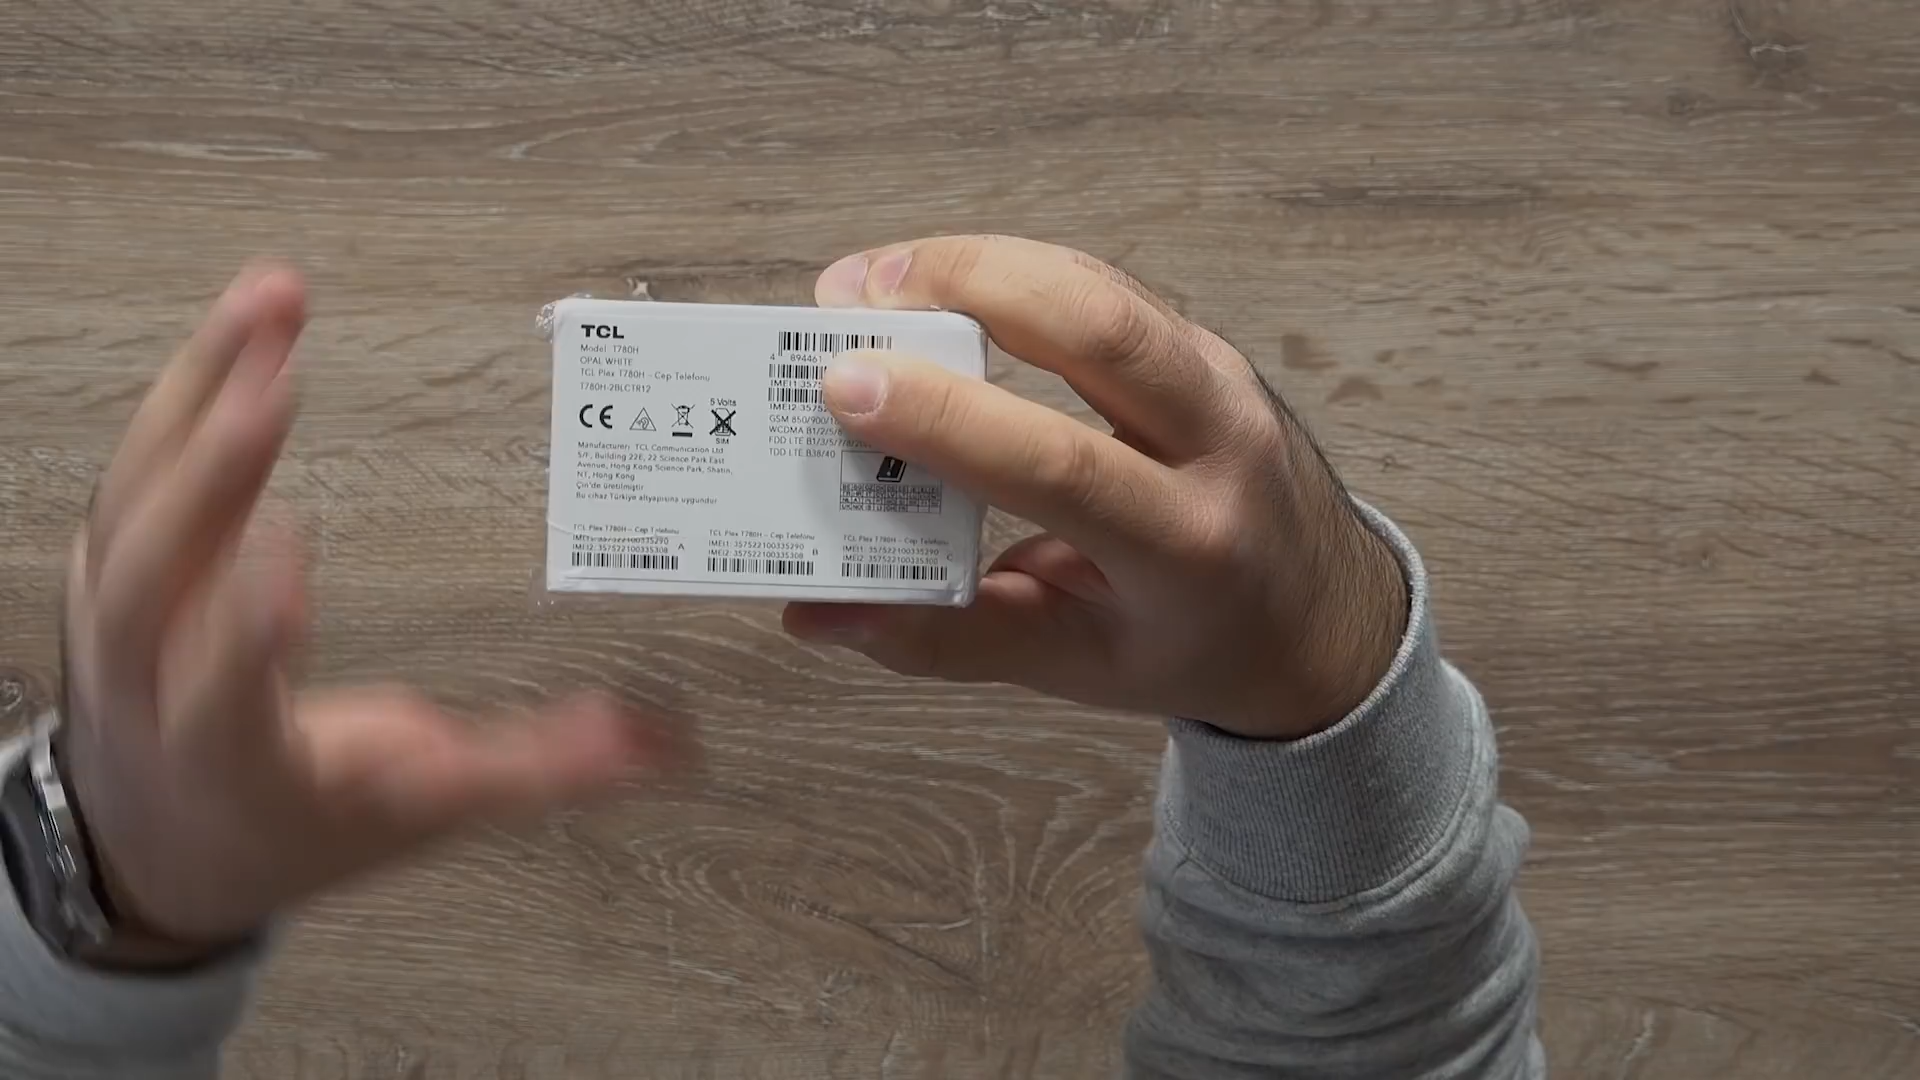 TCL
Model: T780H
OPAL WHITE
TCL Plex T780H – Cep Telefonu
T780H-2BLCTR12
5 Volts
SIM
Manufacturer: TCL Communication Ltd.
5/F, Building 22E, 22 Science Park East
Avenue, Hong Kong Science Park, Shatin,
NT, Hong Kong
Çin'de üretilmiştir
Bu cihaz Türkiye altyapısına uygundur
4 894461
IMEI1:3575
IMEI2:3575
GSM 850/900/
WCDMA B1/2/5/8
FDD LTE B1/3/5/7/8/20
TDD LTE B38/40
TCL Plex T780H – Cep Telefonu
IMEI1: 357522100335290
IMEI2: 357522100335308 A
TCL Plex T780H – Cep Telefonu
IMEI1: 357522100335290
IMEI2: 357522100335308 B
TCL Plex T780H – Cep Telefonu
IMEI1: 357522100335290
IMEI2: 357522100335308 C